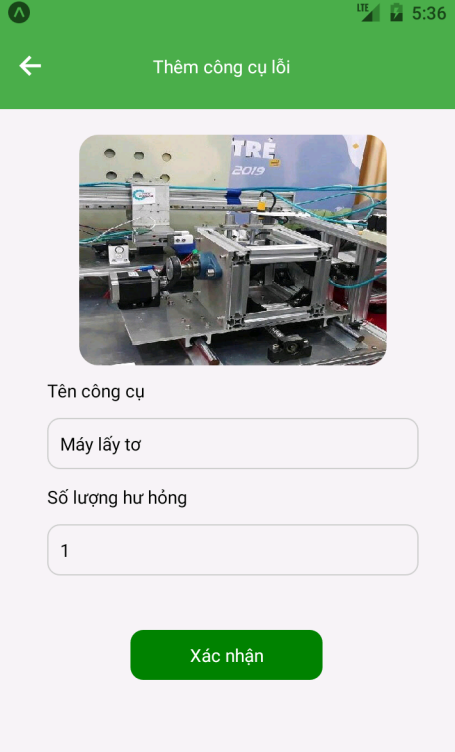 LTE 5:36
Thêm công cụ lỗi
TRẺ
2019
Tên công cụ
Máy lấy tơ
Số lượng hư hỏng
1
Xác nhận